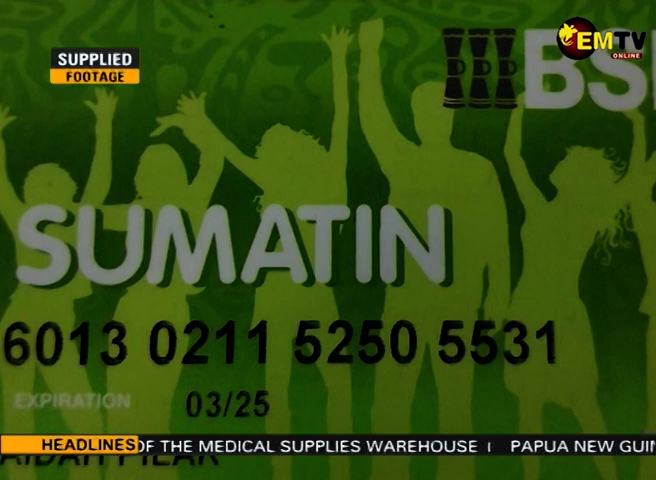 SUPPLIED
FOOTAGE
EMTV
ONLINE
BS
SUMATIN
6013 0211 5250 5531
EXPIRATION 03/25
HEADLINES OF THE MEDICAL SUPPLIES WAREHOUSE | PAPUA NEW GUIN